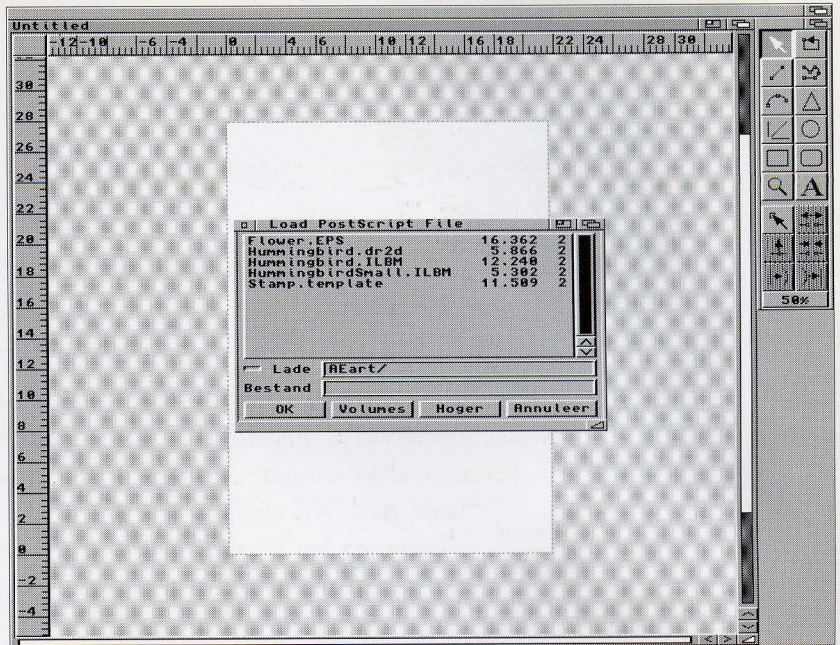 Untitled
-12 -10 -6 -4 0 4 6 10 12 16 18 22 24 28 30
30
28
26
24
22
20
18
16
14
12
10
8
6
4
2
0
-2
-4
Load PostScript File
Flower.EPS 16.362 2
Hummingbird.dr2d 5.866 2
Hummingbird.ILBM 12.240 2
HummingbirdSmall.ILBM 5.302 2
Stamp.template 11.509 2
Lade AEart/
Bestand
OK Volumes Hoger Annuleer
A
50%